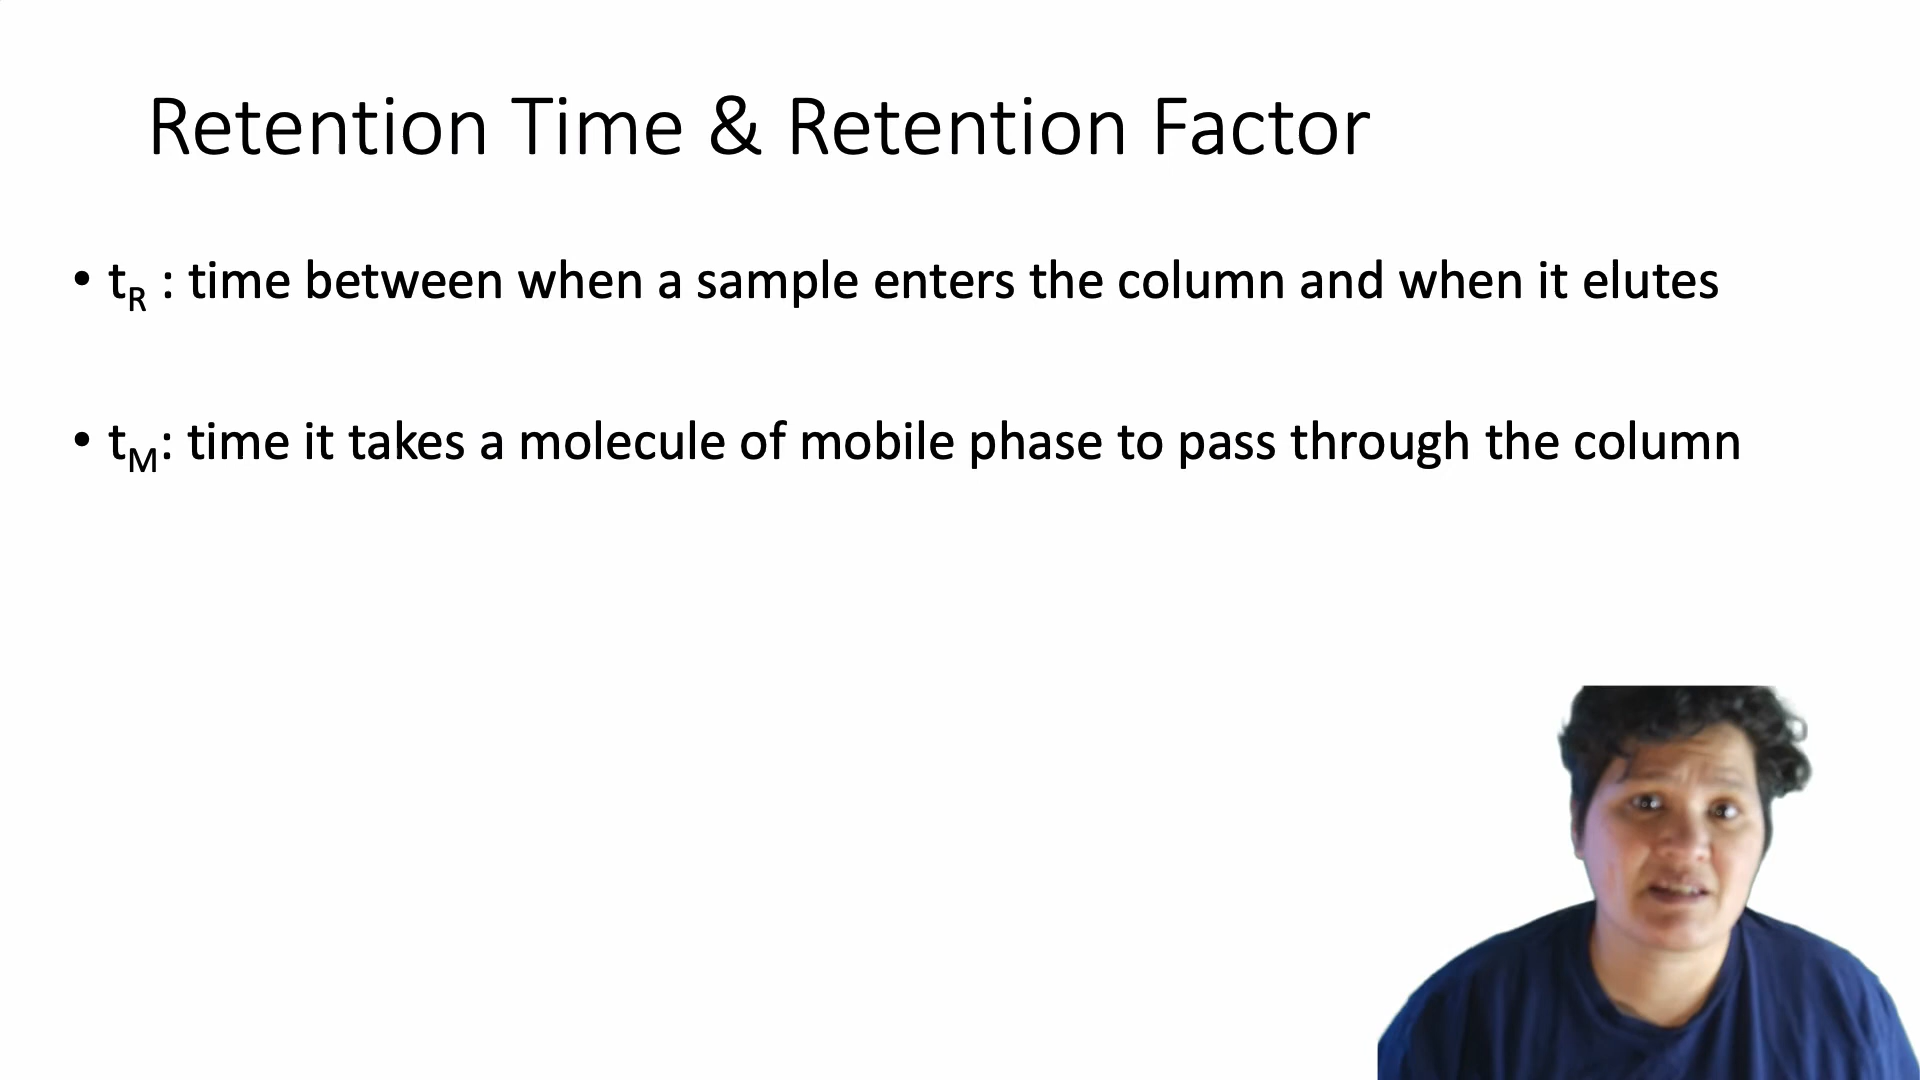 Retention Time & Retention Factor
• tR : time between when a sample enters the column and when it elutes
• tM: time it takes a molecule of mobile phase to pass through the column